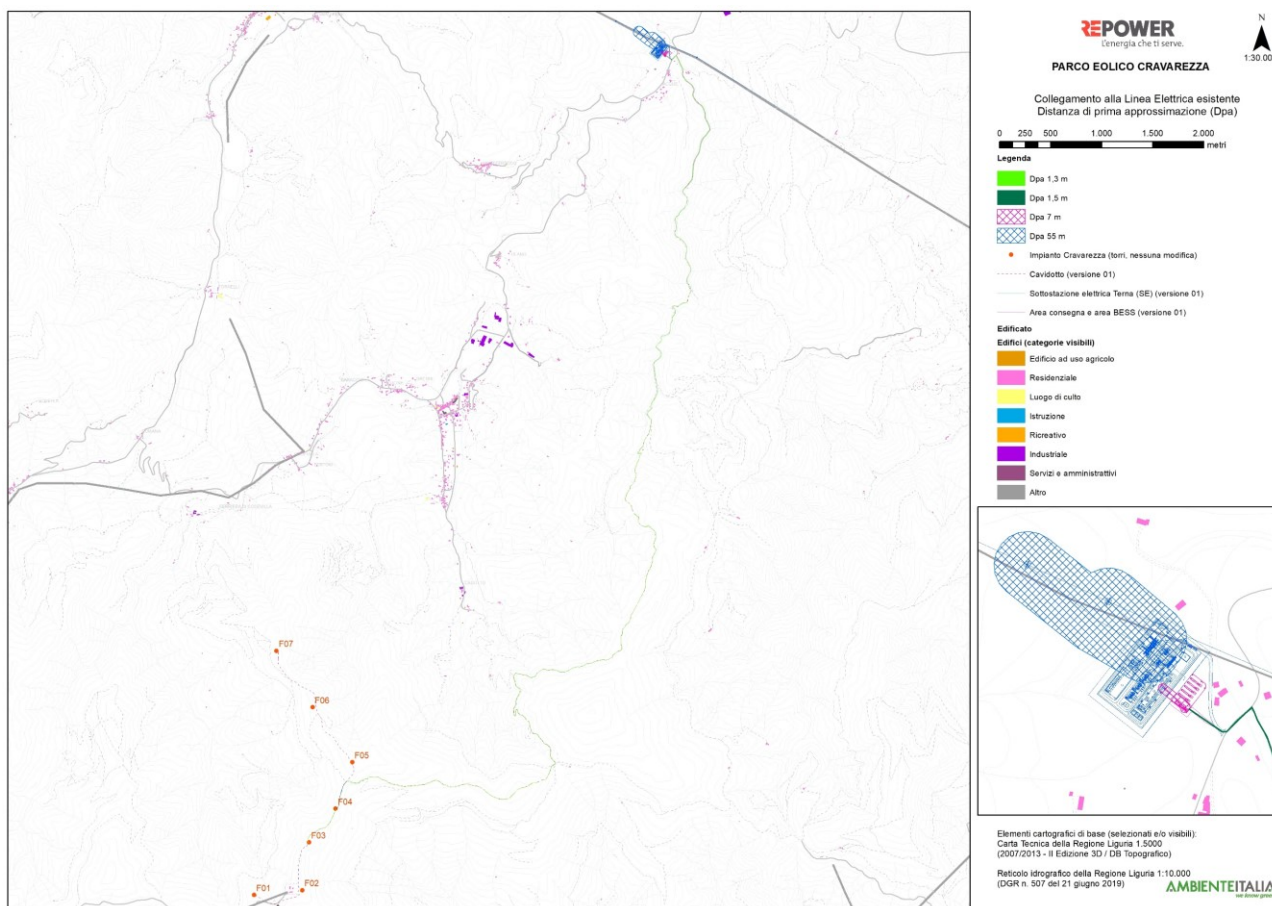 REPOWER
L'energia che ti serve.
N
1:30.00
PARCO EOLICO CRAVAREZZA
Collegamento alla Linea Elettrica esistente
Distanza di prima approssimazione (Dpa)
0 250 500 1.000 1.500 2.000
metri
Legenda
Dpa 1,3 m
Dpa 1,5 m
Dpa 7 m
Dpa 55 m
Impianto Cravarezza (torri, nessuna modifica)
Cavidotto (versione 01)
Sottostazione elettrica Terna (SE) (versione 01)
Area consegna e area BESS (versione 01)
Edificato
Edifici (categorie visibili)
Edificio ad uso agricolo
Residenziale
Luogo di culto
Istruzione
Ricreativo
Industriale
Servizi e amministrattivi
Altro
F07
F06
F05
F04
F03
F02
F01
Elementi cartografici di base (selezionati e/o visibili):
Carta Tecnica della Regione Liguria 1.5000
(2007/2013 - II Edizione 3D / DB Topografico)
Reticolo idrografico della Regione Liguria 1:10.000
(DGR n. 507 del 21 giugno 2019)
AMBIENTEITALIA
we know green